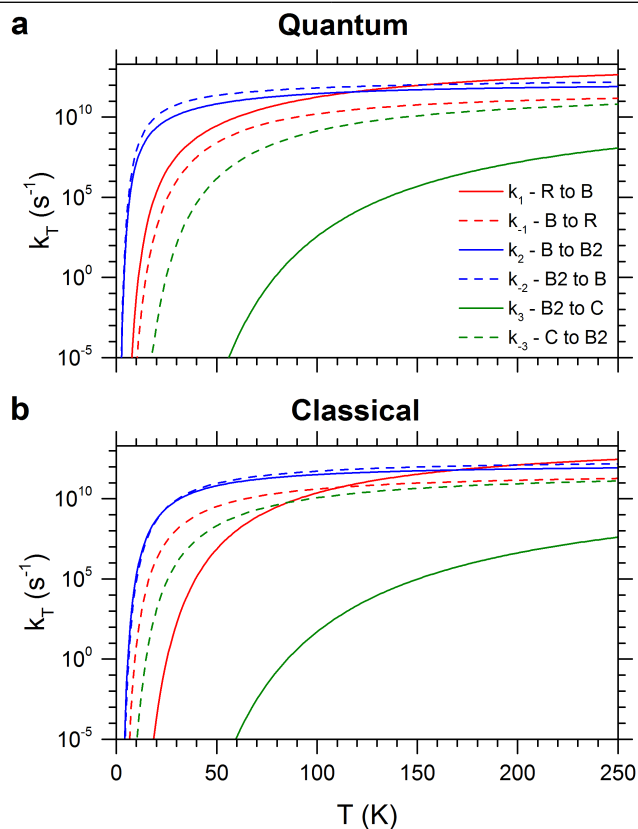 a
Quantum
10^10
10^5
10^0
10^-5
k_T (s^-1)
k_1 - R to B
k_-1 - B to R
k_2 - B to B2
k_-2 - B2 to B
k_3 - B2 to C
k_-3 - C to B2
b
Classical
10^10
10^5
10^0
10^-5
k_T (s^-1)
0 50 100 150 200 250
T (K)